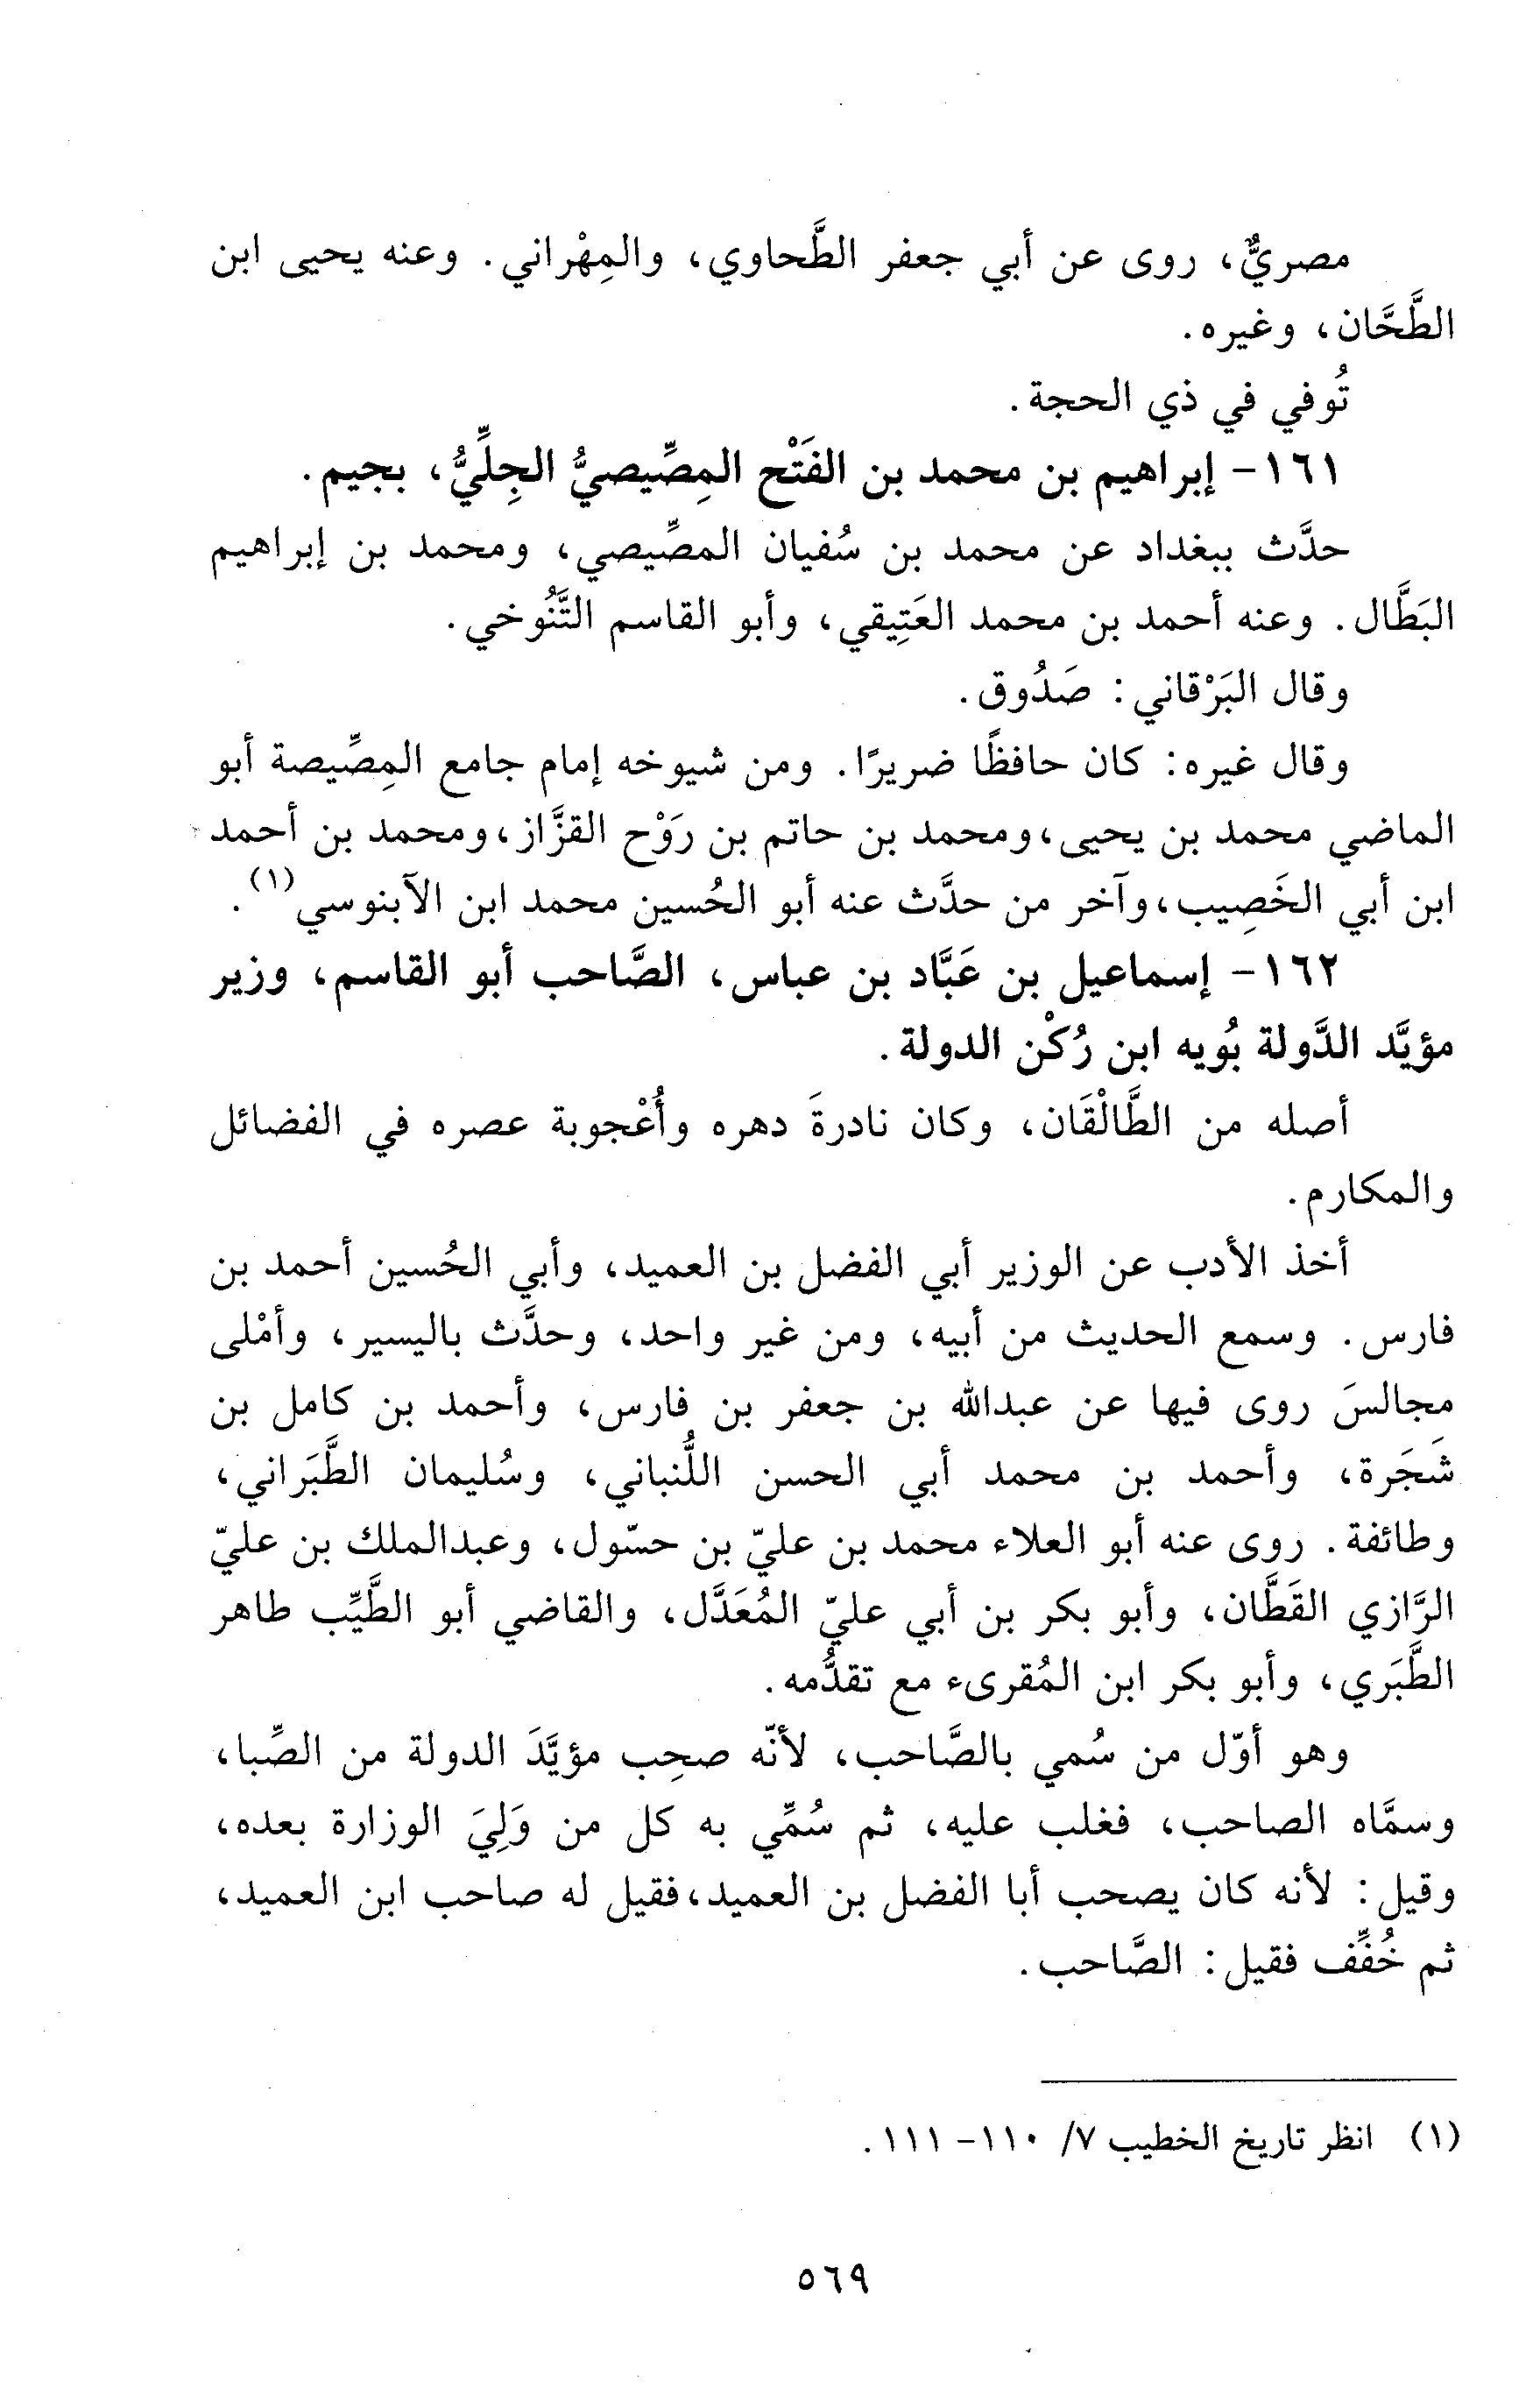 مصريٌّ، روى عن أبي جعفر الطَّحاوي، والمِهْراني. وعنه يحيى ابن
الطَّحَّان، وغيره.
تُوفي في ذي الحجة.
١٦١- إبراهيم بن محمد بن الفَتْح المِصِّيصيُّ الجِلِّيُّ، بجيم.
حدَّث ببغداد عن محمد بن سُفيان المصِّيصي، ومحمد بن إبراهيم
البَطَّال. وعنه أحمد بن محمد العَتِيقي، وأبو القاسم التَّنُوخي.
وقال البَرْقاني: صَدُوق.
وقال غيره: كان حافظًا ضريرًا. ومن شيوخه إمام جامع المِصِّيصة أبو
الماضي محمد بن يحيى، ومحمد بن حاتم بن رَوْح القزَّاز، ومحمد بن أحمد
ابن أبي الخَصِيب، وآخر من حدَّث عنه أبو الحُسين محمد ابن الآبنوسي(١).
١٦٢- إسماعيل بن عَبَّاد بن عباس، الصَّاحب أبو القاسم، وزير
مؤيَّد الدَّولة بُويه ابن رُكْن الدولة.
أصله من الطَّالْقَان، وكان نادرةَ دهره وأُعْجوبة عصره في الفضائل
والمكارم.
أخذ الأدب عن الوزير أبي الفضل بن العميد، وأبي الحُسين أحمد بن
فارس. وسمع الحديث من أبيه، ومن غير واحد، وحدَّث باليسير، وأمْلى
مجالسَ روى فيها عن عبدالله بن جعفر بن فارس، وأحمد بن كامل بن
شَجَرة، وأحمد بن محمد أبي الحسن اللُّنباني، وسُليمان الطَّبَراني،
وطائفة. روى عنه أبو العلاء محمد بن عليّ بن حسّول، وعبدالملك بن عليّ
الرَّازي القَطَّان، وأبو بكر بن أبي عليّ المُعَدَّل، والقاضي أبو الطَّيِّب طاهر
الطَّبَري، وأبو بكر ابن المُقرىء مع تقدُّمه.
وهو أوّل من سُمي بالصَّاحب، لأنّه صحِب مؤيَّدَ الدولة من الصِّبا،
وسمَّاه الصاحب، فغلب عليه، ثم سُمِّي به كل من وَلِيَ الوزارة بعده،
وقيل: لأنه كان يصحب أبا الفضل بن العميد، فقيل له صاحب ابن العميد،
ثم خُفِّف فقيل: الصَّاحب.
(١) انظر تاريخ الخطيب ٧/ ١١٠- ١١١.
٥٦٩